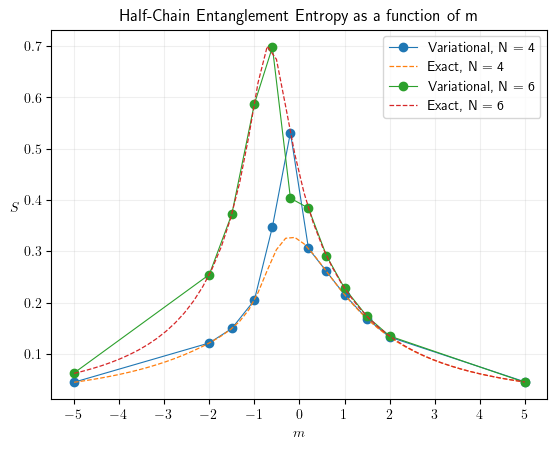 Half-Chain Entanglement Entropy as a function of m
Variational, N = 4
Exact, N = 4
Variational, N = 6
Exact, N = 6
0.7
0.6
0.5
0.4
0.3
0.2
0.1
S
−5 −4 −3 −2 −1 0 1 2 3 4 5
m